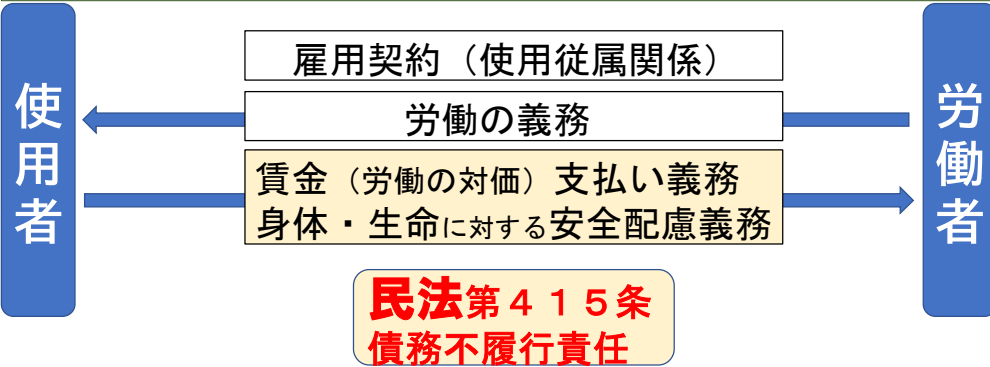 使用者
雇用契約（使用従属関係）
労働の義務
賃金（労働の対価）支払い義務
身体・生命に対する安全配慮義務
労働者
民法第４１５条
債務不履行責任